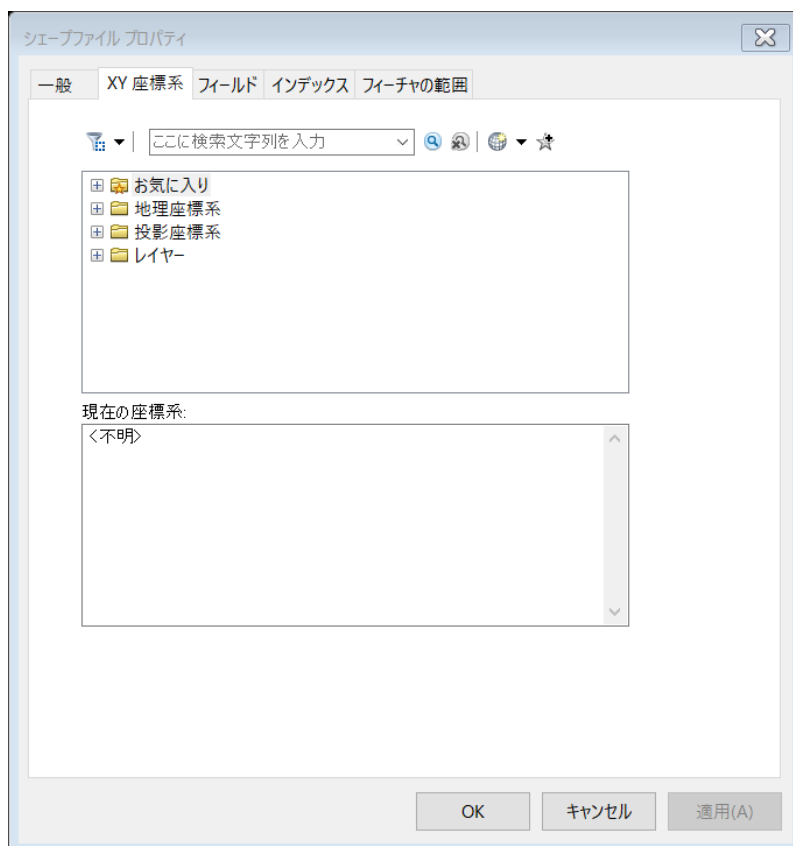 シェープファイル プロパティ
一般 XY 座標系 フィールド インデックス フィーチャの範囲
ここに検索文字列を入力
お気に入り
地理座標系
投影座標系
レイヤー
現在の座標系:
<不明>
OK キャンセル 適用(A)